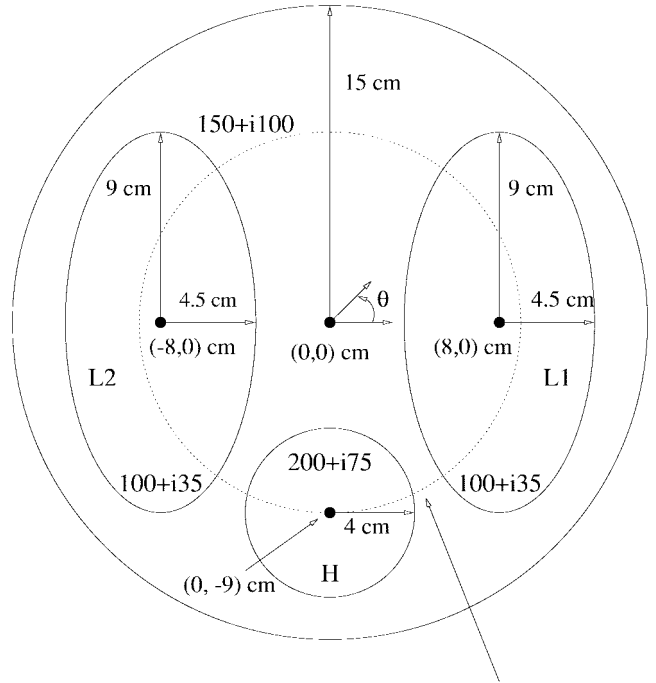 15 cm
150+i100
9 cm
9 cm
θ
4.5 cm
4.5 cm
(-8,0) cm
(0,0) cm
(8,0) cm
L2
L1
200+i75
100+i35
100+i35
4 cm
(0, -9) cm
H